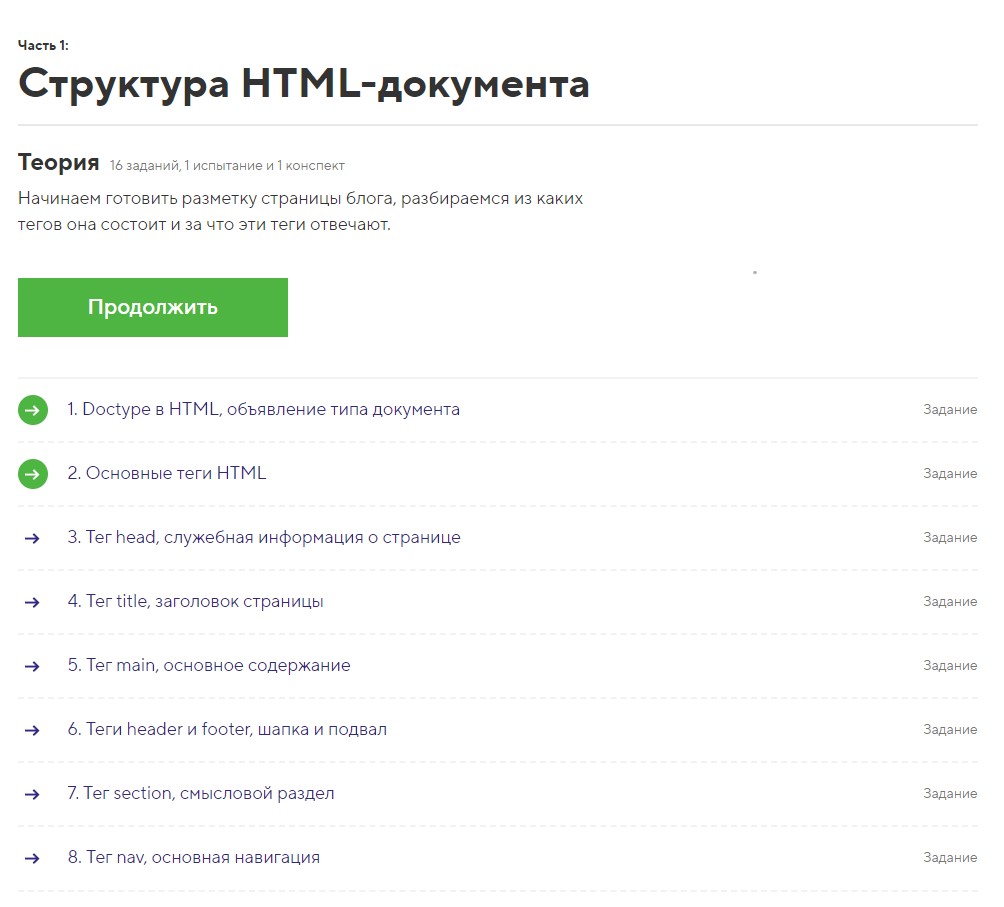 Часть 1:
Структура HTML-документа
Теория 16 заданий, 1 испытание и 1 конспект
Начинаем готовить разметку страницы блога, разбираемся из каких
тегов она состоит и за что эти теги отвечают.
Продолжить
1. Doctype в HTML, объявление типа документа Задание
2. Основные теги HTML Задание
3. Тег head, служебная информация о странице Задание
4. Тег title, заголовок страницы Задание
5. Тег main, основное содержание Задание
6. Теги header и footer, шапка и подвал Задание
7. Тег section, смысловой раздел Задание
8. Тег nav, основная навигация Задание